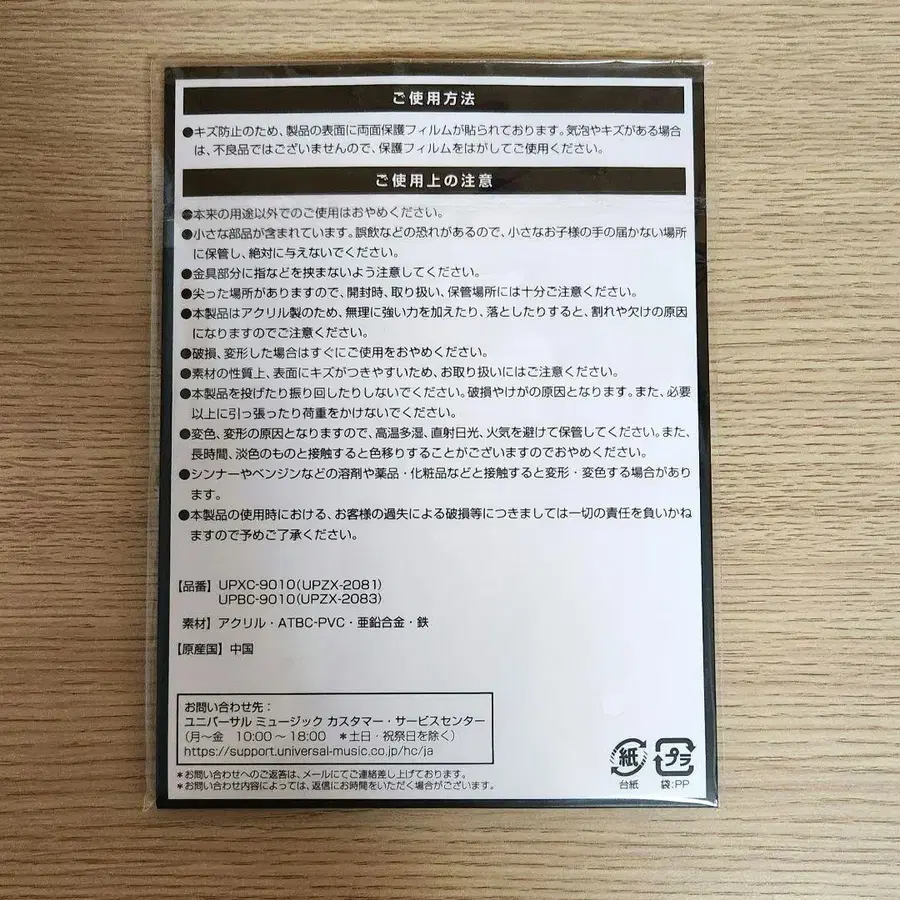 ご使用方法
●キズ防止のため、製品の表面に両面保護フィルムが貼られております。気泡やキズがある場合
は、不良品ではございませんので、保護フィルムをはがしてご使用ください。
ご使用上の注意
●本来の用途以外でのご使用はおやめください。
●小さな部品が含まれています。誤飲などの恐れがあるので、小さなお子様の手の届かない場所
に保管し、絶対に与えないでください。
●金具部分に指などを挟まないよう注意してください。
●尖った場所がありますので、開封時、取り扱い、保管場所には十分ご注意ください。
●本製品はアクリル製のため、無理に強い力を加えたり、落としたりすると、割れや欠けの原因
になりますのでご注意ください。
●破損、変形した場合はすぐにご使用をおやめください。
●素材の性質上、表面にキズがつきやすいため、お取り扱いにはご注意ください。
●本製品を投げたり振り回したりしないでください。破損やけがの原因となります。また、必要
以上に引っ張ったり荷重をかけないでください。
●変色、変形の原因となりますので、高温多湿、直射日光、火気を避けて保管してください。また、
長時間、淡色のものと接触すると色移りすることがございますのでおやめください。
●シンナーやベンジンなどの溶剤や薬品・化粧品などと接触すると変形・変色する場合があり
ます。
●本製品の使用時における、お客様の過失による破損等につきましては一切の責任を負いかね
ますので予めご了承ください。
【品番】 UPXC-9010(UPZX-2081)
UPBC-9010(UPZX-2083)
素材】 アクリル・ATBC-PVC・亜鉛合金・鉄
【原産国】 中国
お問い合わせ先：
ユニバーサル ミュージック カスタマー・サービスセンター
(月〜金 10:00〜18:00 *土日・祝祭日を除く)
https://support.universal-music.co.jp/hc/ja
*お問い合わせへのご返答は、メールにてご連絡差し上げております。
*お問い合わせ内容によっては、返信にお時間をいただく場合がございます。
紙 プラ
台紙 袋:PP